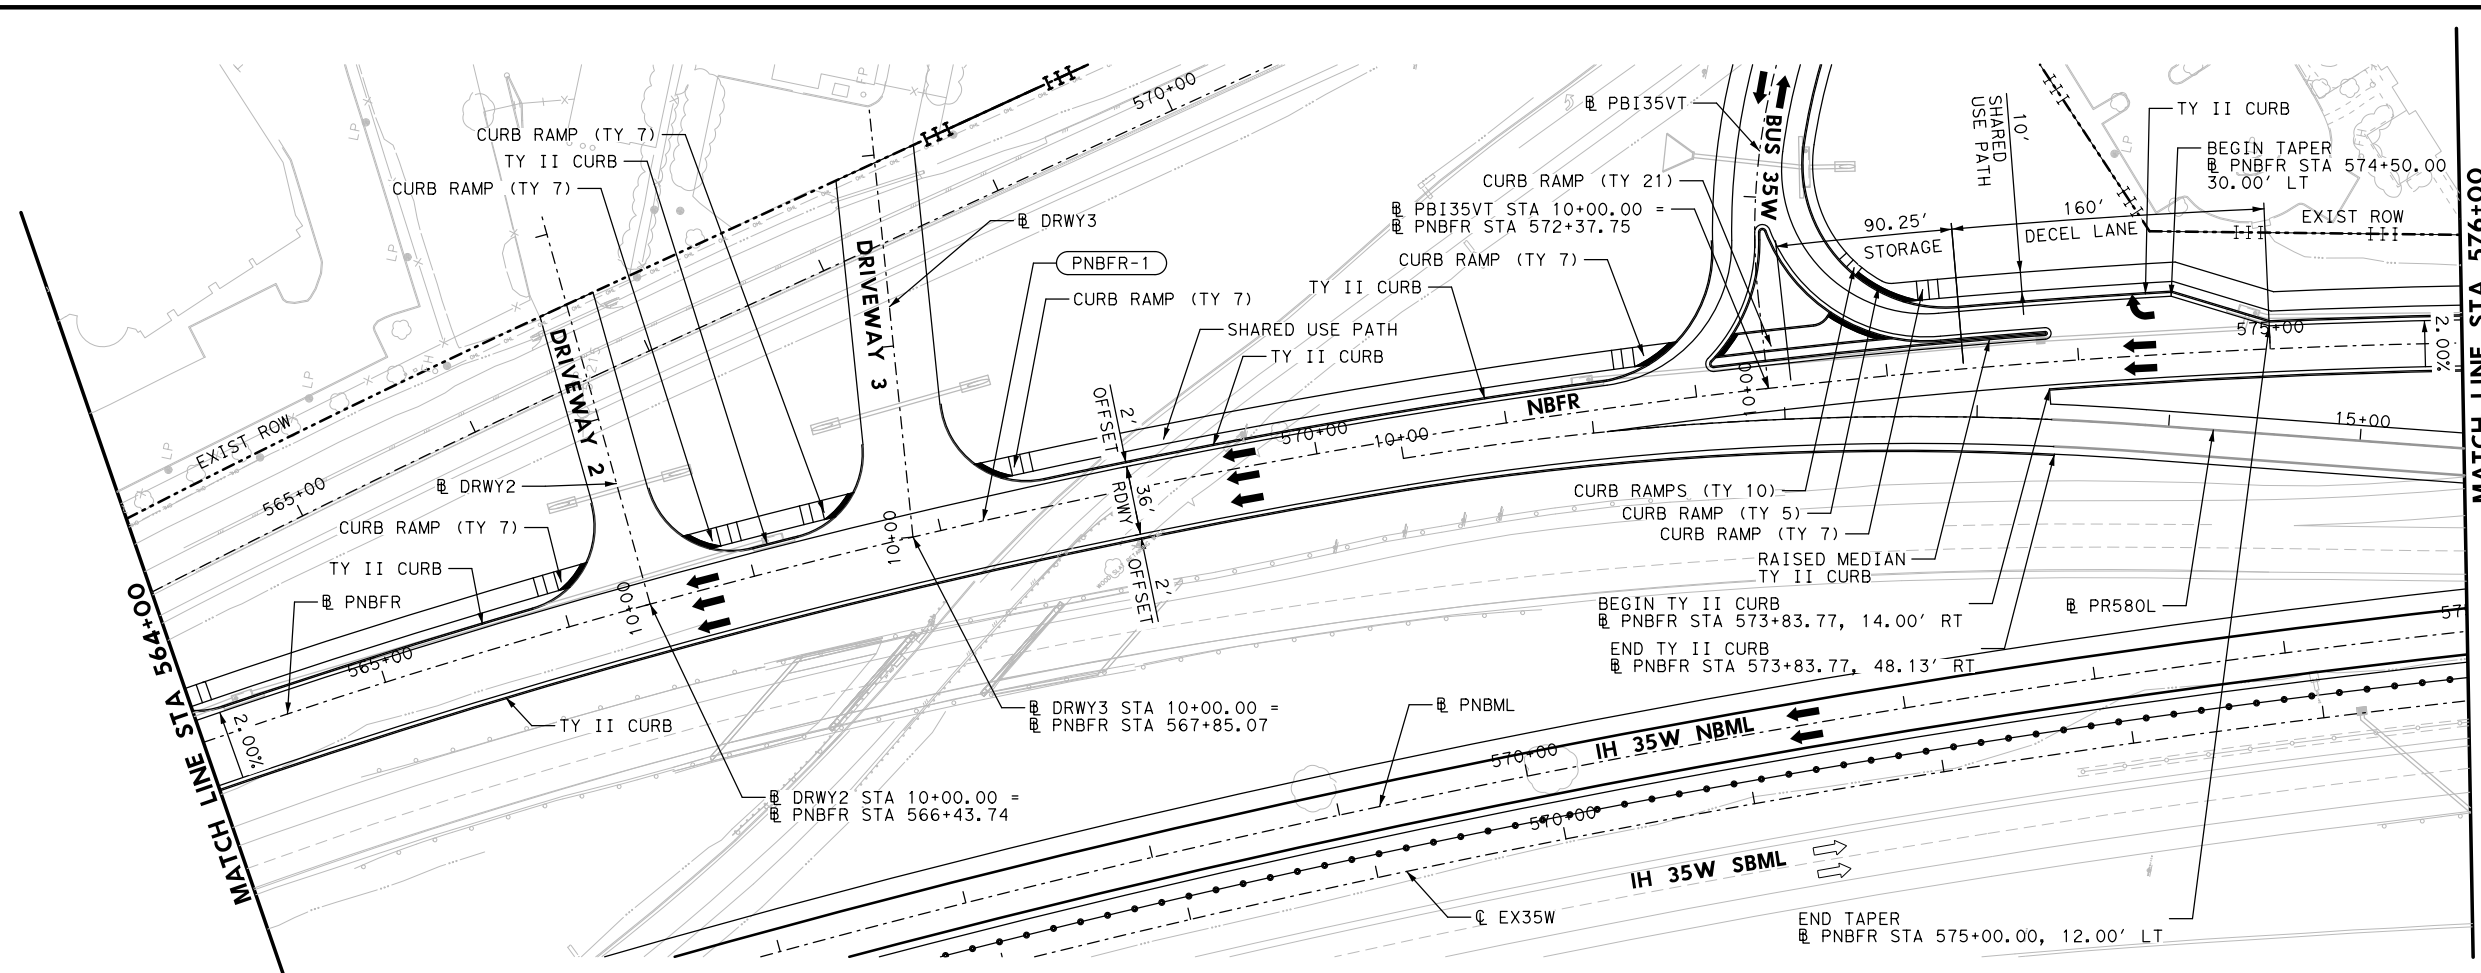 570+00
CURB RAMP (TY 7)
TY II CURB
CURB RAMP (TY 7)
LP
LP
LP
LP
FP
℄ DRWY3
DRIVEWAY 3
PNBFR-1
CURB RAMP (TY 7)
SHARED USE PATH
TY II CURB
EXIST ROW
565+00
DRIVEWAY 2
℄ DRWY2
CURB RAMP (TY 7)
TY II CURB
℄ PNBFR
565+00
10+00
10+00
2' OFFSET
36' RDWY
2' OFFSET
2.00%
TY II CURB
MATCH LINE STA 564+00
℄ DRWY3 STA 10+00.00 =
℄ PNBFR STA 567+85.07
℄ DRWY2 STA 10+00.00 =
℄ PNBFR STA 566+43.74
℄ PBI35VT
BUS 35W
CURB RAMP (TY 21)
℄ PBI35VT STA 10+00.00 =
℄ PNBFR STA 572+37.75
CURB RAMP (TY 7)
TY II CURB
10'
SHARED
USE PATH
TY II CURB
BEGIN TAPER
℄ PNBFR STA 574+50.00
30.00' LT
LP
90.25'
STORAGE
160'
DECEL LANE
EXIST ROW
575+00
2.00%
MATCH LINE STA 576+00
NBFR
570+00
10+00
10+00
15+00
CURB RAMPS (TY 10)
CURB RAMP (TY 5)
CURB RAMP (TY 7)
RAISED MEDIAN
TY II CURB
BEGIN TY II CURB
℄ PNBFR STA 573+83.77, 14.00' RT
END TY II CURB
℄ PNBFR STA 573+83.77, 48.13' RT
℄ PR580L
57
℄ PNBML
IH 35W NBML
570+00
570+00
IH 35W SBML
℄ EX35W
END TAPER
℄ PNBFR STA 575+00.00, 12.00' LT